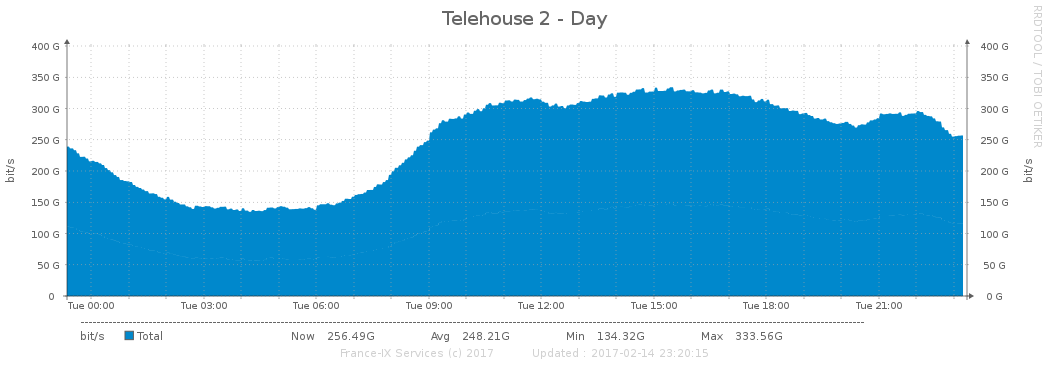 Telehouse 2 - Day
RRDTOOL / TOBI OETIKER
bit/s
400 G 400 G
350 G 350 G
300 G 300 G
250 G 250 G
200 G 200 G
150 G 150 G
100 G 100 G
50 G 50 G
0 0 G
bit/s
Tue 00:00 Tue 03:00 Tue 06:00 Tue 09:00 Tue 12:00 Tue 15:00 Tue 18:00 Tue 21:00
bit/s Total Now 256.49G Avg 248.21G Min 134.32G Max 333.56G
France-IX Services (c) 2017 Updated : 2017-02-14 23:20:15